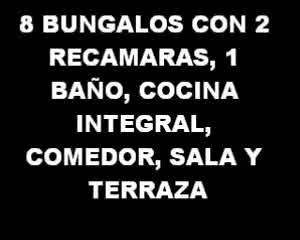 8 BUNGALOS CON 2
RECAMARAS, 1
BAÑO, COCINA
INTEGRAL,
COMEDOR, SALA Y
TERRAZA